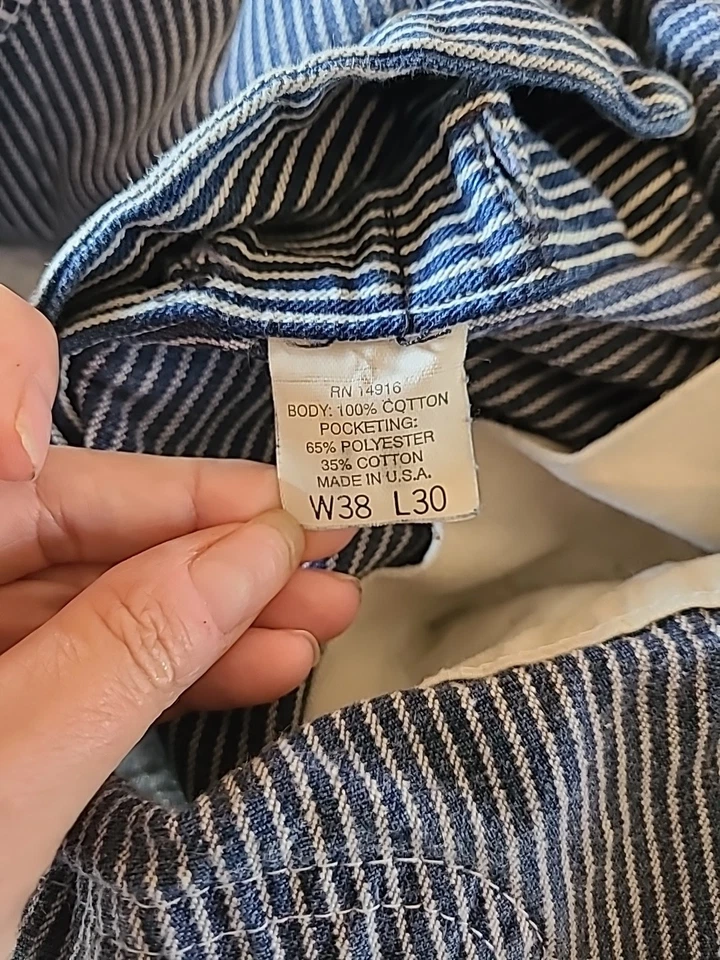 RN 14916
BODY: 100% COTTON
POCKETING:
65% POLYESTER
35% COTTON
MADE IN U.S.A.
W38 L30